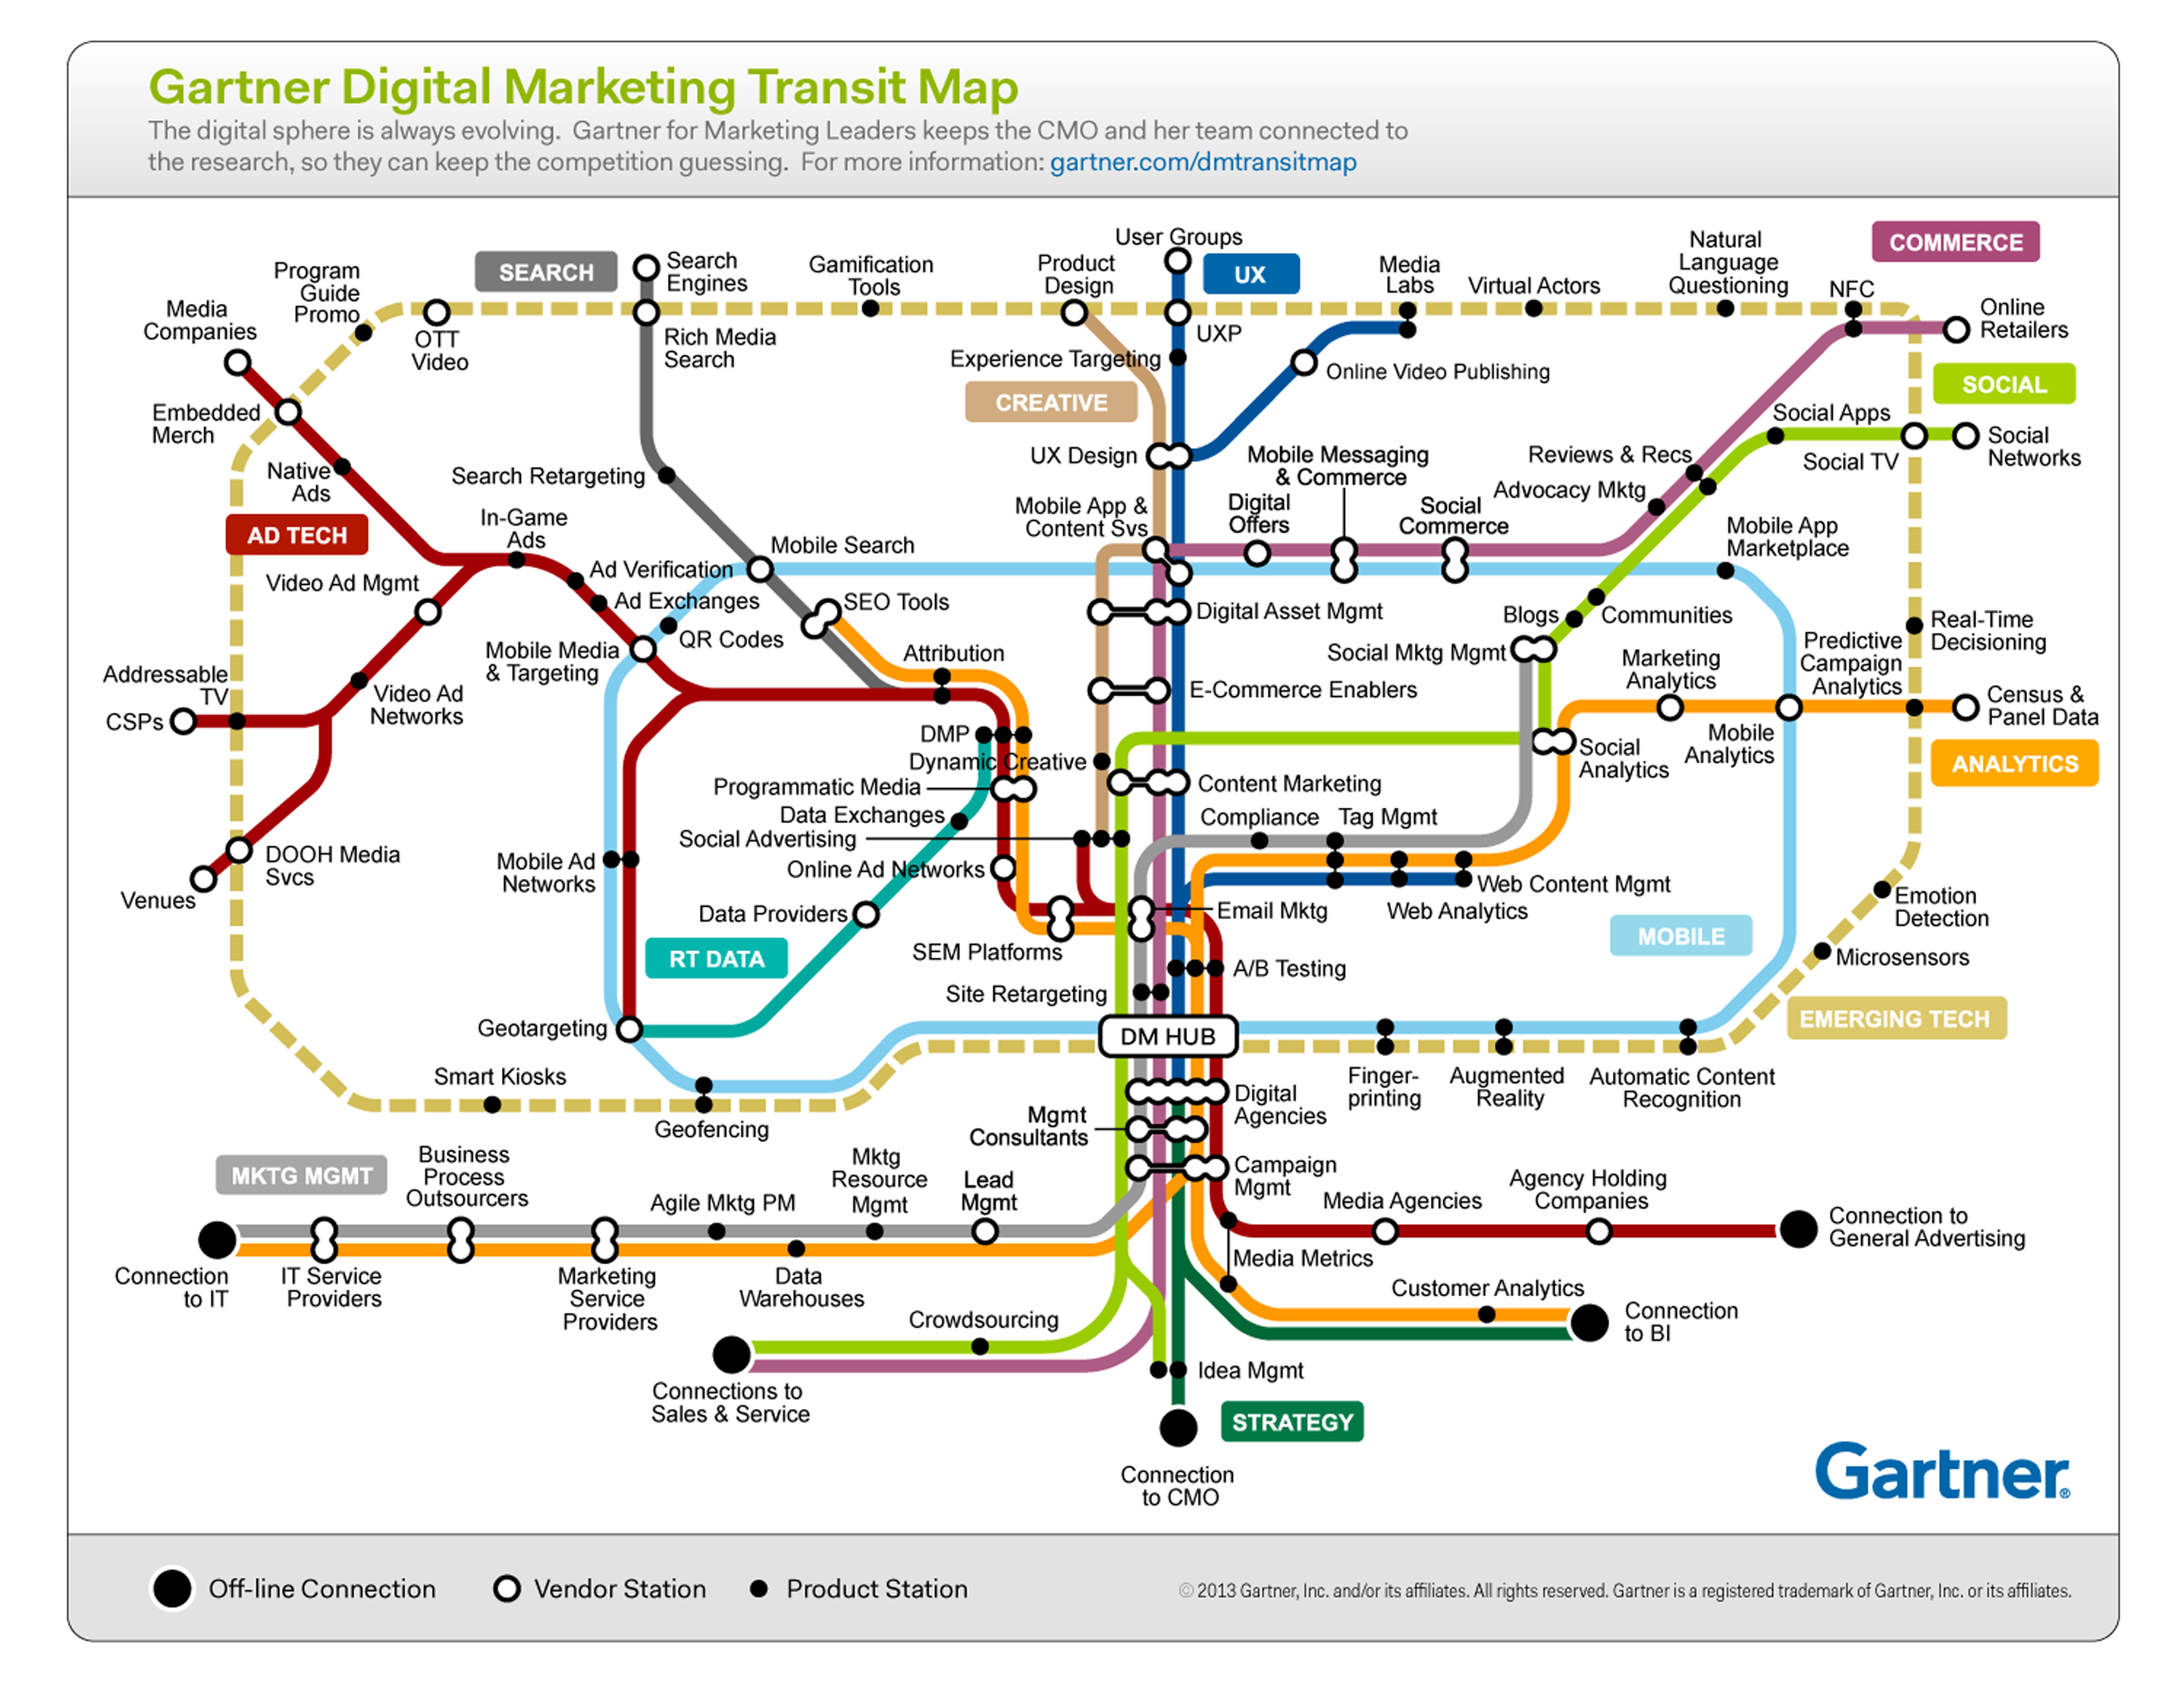 Gartner Digital Marketing Transit Map
The digital sphere is always evolving.  Gartner for Marketing Leaders keeps the CMO and her team connected to
the research, so they can keep the competition guessing.  For more information: gartner.com/dmtransitmap
COMMERCE
User Groups
UX
SEARCH
Search
Engines
Gamification
Tools
Product
Design
Media
Labs
Virtual Actors
Natural
Language
Questioning
NFC
Online
Retailers
Program
Guide
Promo
Media
Companies
OTT
Video
Rich Media
Search
UXP
Experience Targeting
Online Video Publishing
CREATIVE
SOCIAL
Embedded
Merch
Social Apps
Social
Networks
Social TV
Native
Ads
Search Retargeting
UX Design
Mobile Messaging
& Commerce
Reviews & Recs
Advocacy Mktg
Digital
Offers
Social
Commerce
Mobile App &
Content Svs
Mobile App
Marketplace
AD TECH
In-Game
Ads
Mobile Search
Ad Verification
Ad Exchanges
Video Ad Mgmt
SEO Tools
QR Codes
Digital Asset Mgmt
Blogs
Communities
Real-Time
Decisioning
Mobile Media
& Targeting
Attribution
Social Mktg Mgmt
Marketing
Analytics
Predictive
Campaign
Analytics
Addressable
TV
CSPs
Video Ad
Networks
E-Commerce Enablers
Census &
Panel Data
DMP
Dynamic Creative
Social
Analytics
Mobile
Analytics
ANALYTICS
Programmatic Media
Content Marketing
Data Exchanges
Compliance
Tag Mgmt
Social Advertising
DOOH Media
Svcs
Venues
Mobile Ad
Networks
Online Ad Networks
Web Content Mgmt
Web Analytics
Emotion
Detection
Data Providers
Email Mktg
MOBILE
RT DATA
SEM Platforms
A/B Testing
Microsensors
Site Retargeting
EMERGING TECH
Geotargeting
DM HUB
Smart Kiosks
Geofencing
Finger-
printing
Augmented
Reality
Automatic Content
Recognition
Digital
Agencies
Mgmt
Consultants
MKTG MGMT
Business
Process
Outsourcers
Agile Mktg PM
Mktg
Resource
Mgmt
Lead
Mgmt
Campaign
Mgmt
Media Agencies
Agency Holding
Companies
Connection to
General Advertising
Connection
to IT
IT Service
Providers
Marketing
Service
Providers
Data
Warehouses
Media Metrics
Customer Analytics
Connection
to BI
Crowdsourcing
Connections to
Sales & Service
Idea Mgmt
STRATEGY
Connection
to CMO
Gartner®
Off-line Connection
Vendor Station
Product Station
© 2013 Gartner, Inc. and/or its affiliates. All rights reserved. Gartner is a registered trademark of Gartner, Inc. or its affiliates.